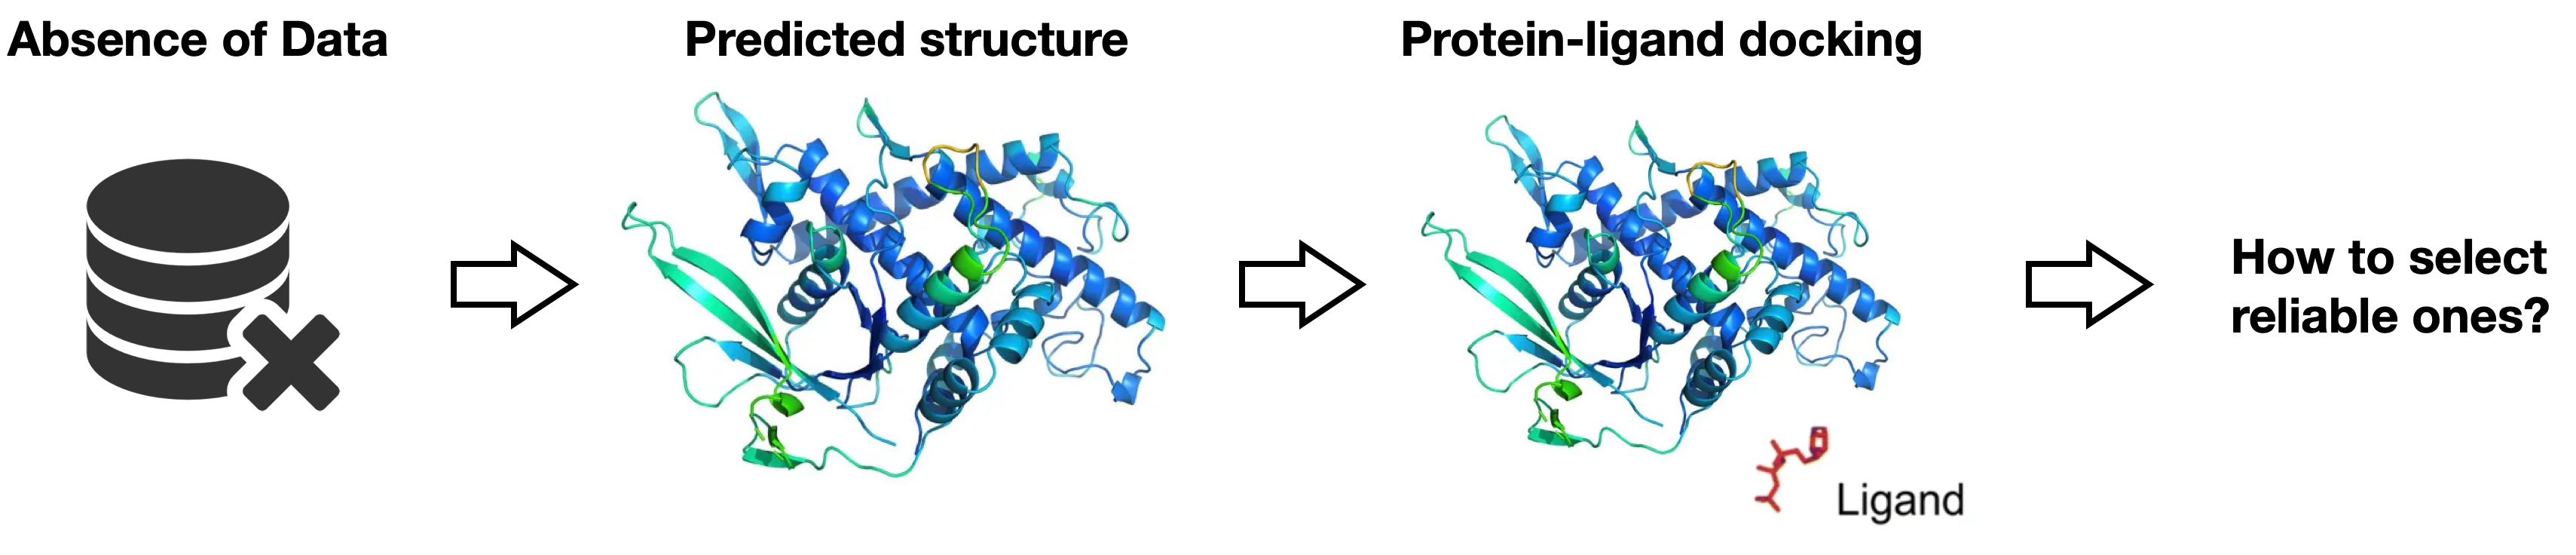 Absence of Data
Predicted structure
Protein-ligand docking
How to select
reliable ones?
Ligand